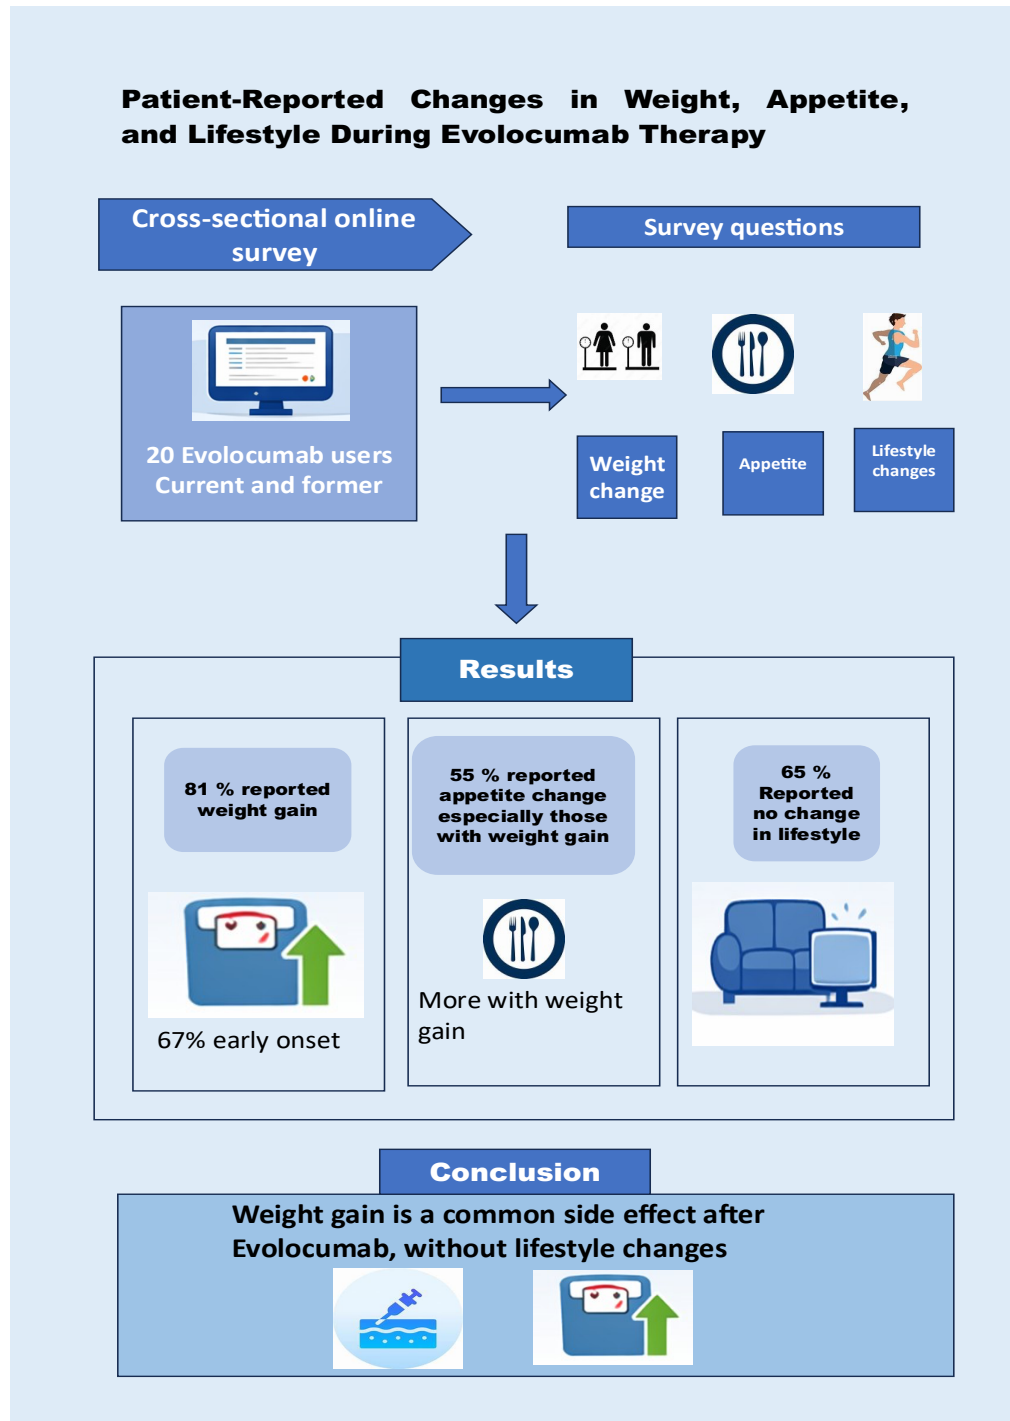 Patient-Reported Changes in Weight, Appetite,
and Lifestyle During Evolocumab Therapy
Cross-sectional online
survey
Survey questions
20 Evolocumab users
Current and former
Weight
change
Appetite
Lifestyle
changes
Results
81 % reported
weight gain
67% early onset
55 % reported
appetite change
especially those
with weight gain
More with weight
gain
65 %
Reported
no change
in lifestyle
Conclusion
Weight gain is a common side effect after
Evolocumab, without lifestyle changes